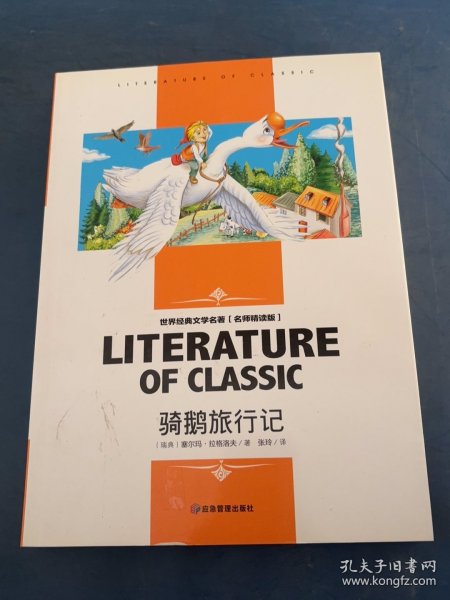 LITERATURE OF CLASSIC
世界经典文学名著［名师精读版］
LITERATURE
OF CLASSIC
骑鹅旅行记
（瑞典）塞尔玛·拉格洛夫／著 张玲／译
应急管理出版社
孔夫子旧书网
www.kongfz.com